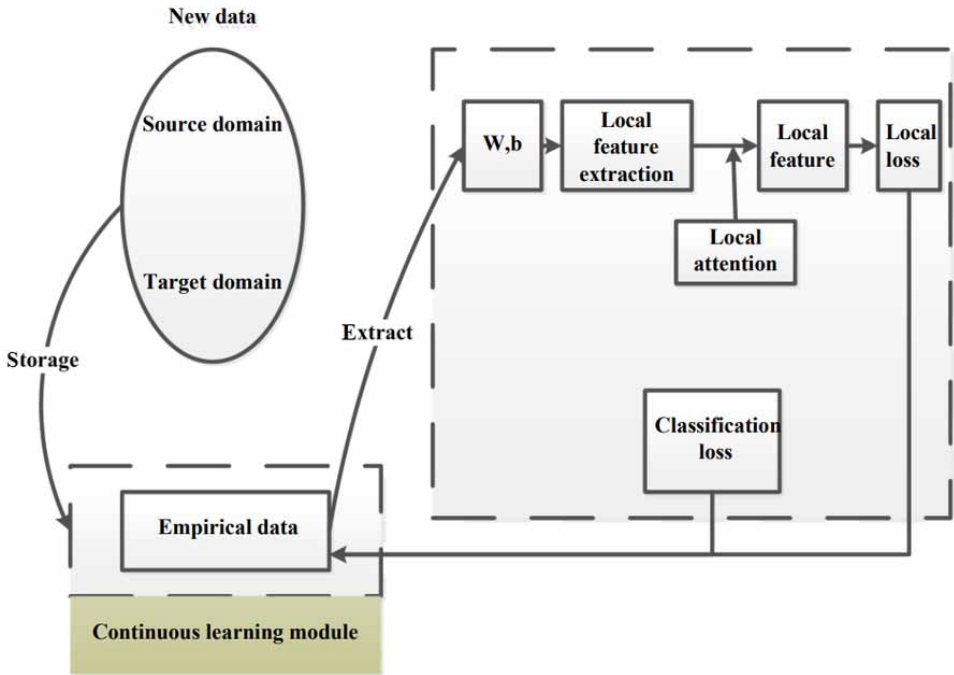 New data
Source domain
Target domain
Storage
Extract
W,b
Local
feature
extraction
Local
feature
Local
loss
Local
attention
Classification
loss
Empirical data
Continuous learning module